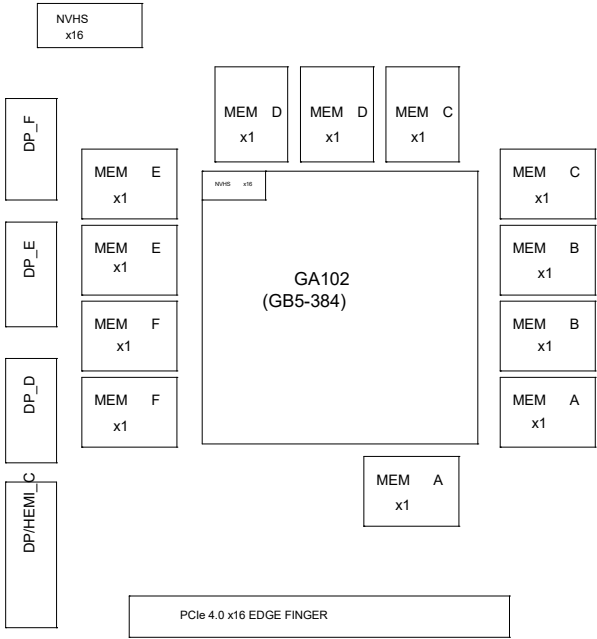 NVHS
x16
MEM D
x1
MEM D
x1
MEM C
x1
DP_F
MEM E
x1
NVHS x16
MEM C
x1
DP_E
MEM E
x1
GA102
(GB5-384)
MEM B
x1
MEM F
x1
MEM B
x1
DP_D
MEM F
x1
MEM A
x1
DP/HEMI_C
MEM A
x1
PCIe 4.0 x16 EDGE FINGER